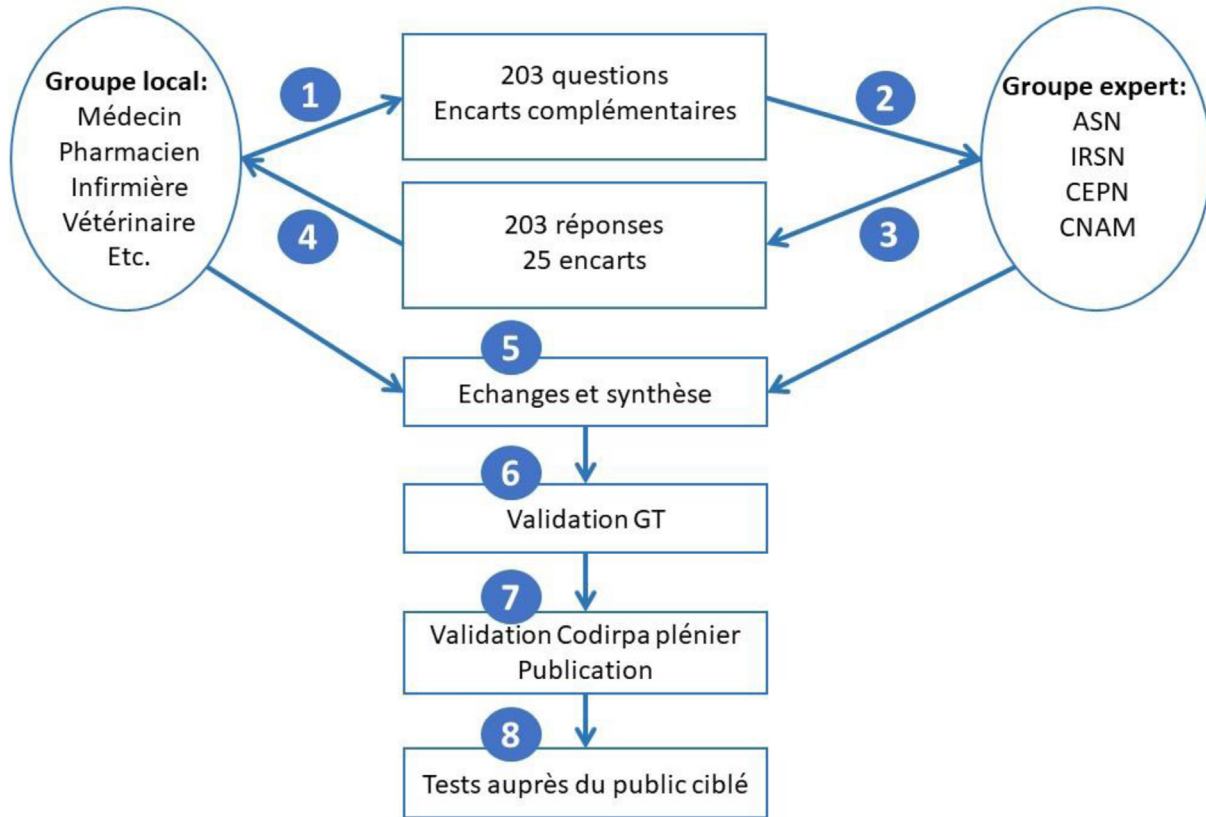 Groupe local:
Médecin
Pharmacien
Infirmière
Vétérinaire
Etc.
1
203 questions
Encarts complémentaires
2
Groupe expert:
ASN
IRSN
CEPN
CNAM
3
203 réponses
25 encarts
4
5
Echanges et synthèse
6
Validation GT
7
Validation Codirpa plénier
Publication
8
Tests auprès du public ciblé